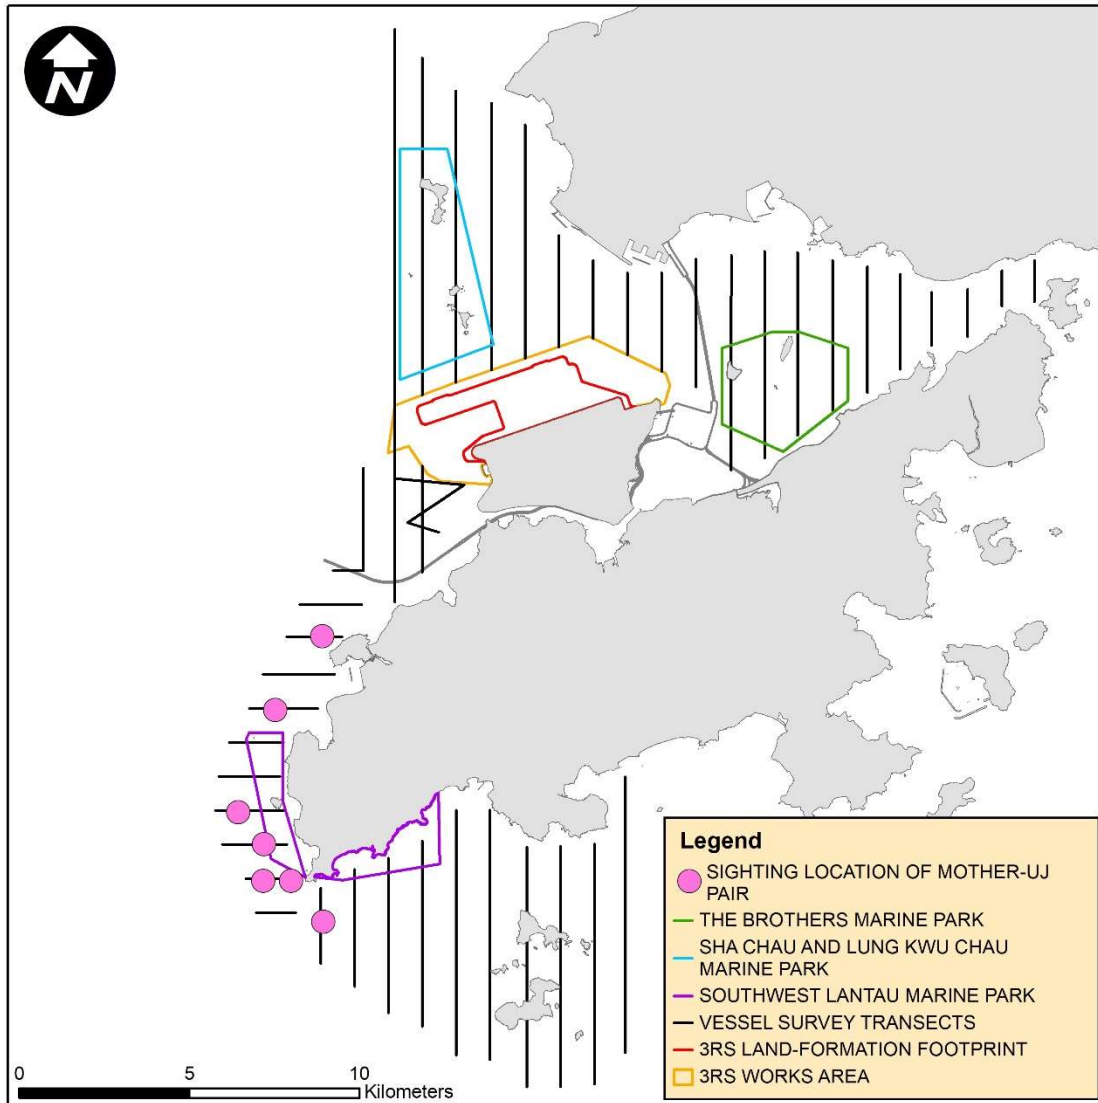 N
Legend
SIGHTING LOCATION OF MOTHER-UJ
PAIR
THE BROTHERS MARINE PARK
SHA CHAU AND LUNG KWU CHAU
MARINE PARK
SOUTHWEST LANTAU MARINE PARK
VESSEL SURVEY TRANSECTS
3RS LAND-FORMATION FOOTPRINT
3RS WORKS AREA
0 5 10
Kilometers